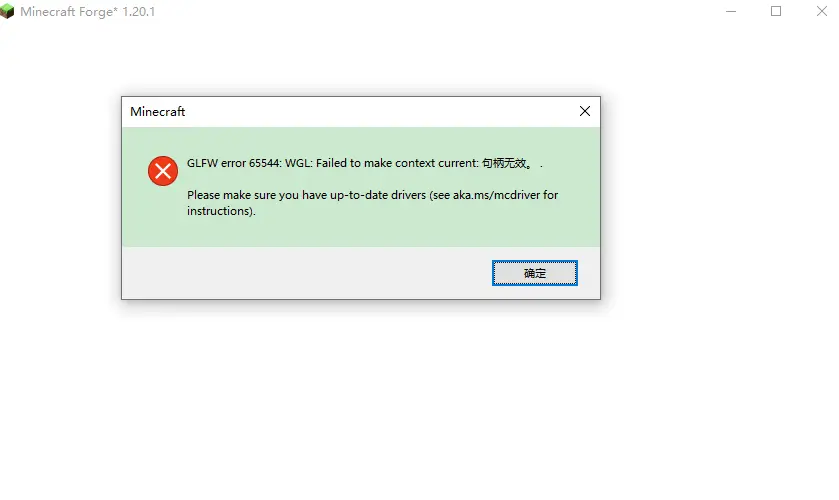 Minecraft Forge* 1.20.1
Minecraft
GLFW error 65544: WGL: Failed to make context current: 句柄无效。 .
Please make sure you have up-to-date drivers (see aka.ms/mcdriver for
instructions).
确定